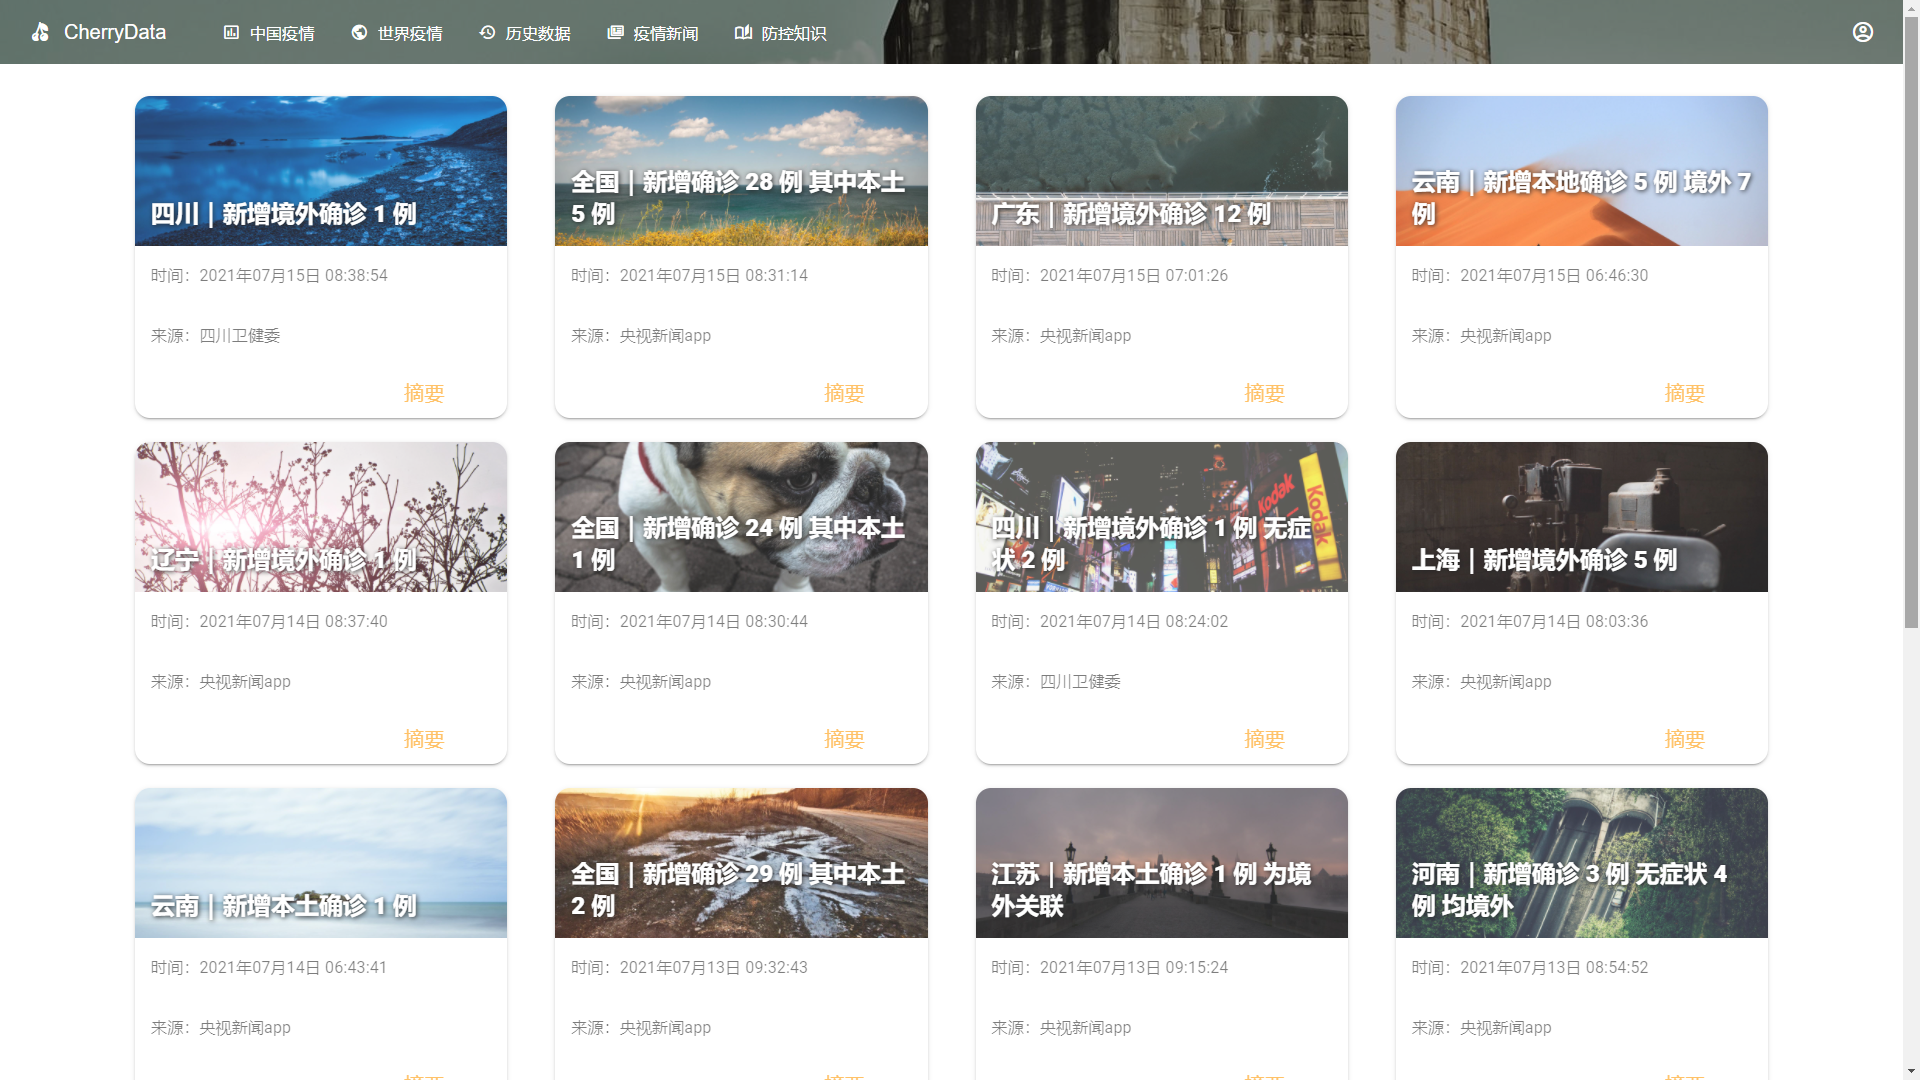 CherryData 中国疫情 世界疫情 历史数据 疫情新闻 防控知识
四川｜新增境外确诊 1 例
时间：2021年07月15日 08:38:54
来源：四川卫健委
摘要
全国｜新增确诊 28 例 其中本土
5 例
时间：2021年07月15日 08:31:14
来源：央视新闻app
摘要
广东｜新增境外确诊 12 例
时间：2021年07月15日 07:01:26
来源：央视新闻app
摘要
云南｜新增本地确诊 5 例 境外 7
例
时间：2021年07月15日 06:46:30
来源：央视新闻app
摘要
辽宁｜新增境外确诊 1 例
时间：2021年07月14日 08:37:40
来源：央视新闻app
摘要
全国｜新增确诊 24 例 其中本土
1 例
时间：2021年07月14日 08:30:44
来源：央视新闻app
摘要
Kodak
Kodak
四川｜新增境外确诊 1 例 无症
状 2 例
时间：2021年07月14日 08:24:02
来源：四川卫健委
摘要
上海｜新增境外确诊 5 例
时间：2021年07月14日 08:03:36
来源：央视新闻app
摘要
云南｜新增本土确诊 1 例
时间：2021年07月14日 06:43:41
来源：央视新闻app
摘要
全国｜新增确诊 29 例 其中本土
2 例
时间：2021年07月13日 09:32:43
来源：央视新闻app
摘要
江苏｜新增本土确诊 1 例 为境
外关联
时间：2021年07月13日 09:15:24
来源：央视新闻app
摘要
河南｜新增确诊 3 例 无症状 4
例 均境外
时间：2021年07月13日 08:54:52
来源：央视新闻app
摘要